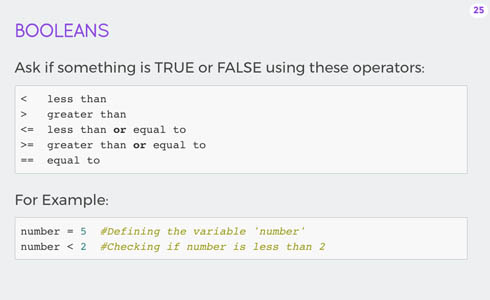 25
BOOLEANS
Ask if something is TRUE or FALSE using these operators:
< less than
> greater than
<= less than or equal to
>= greater than or equal to
== equal to
For Example:
number = 5 #Defining the variable 'number'
number < 2 #Checking if number is less than 2